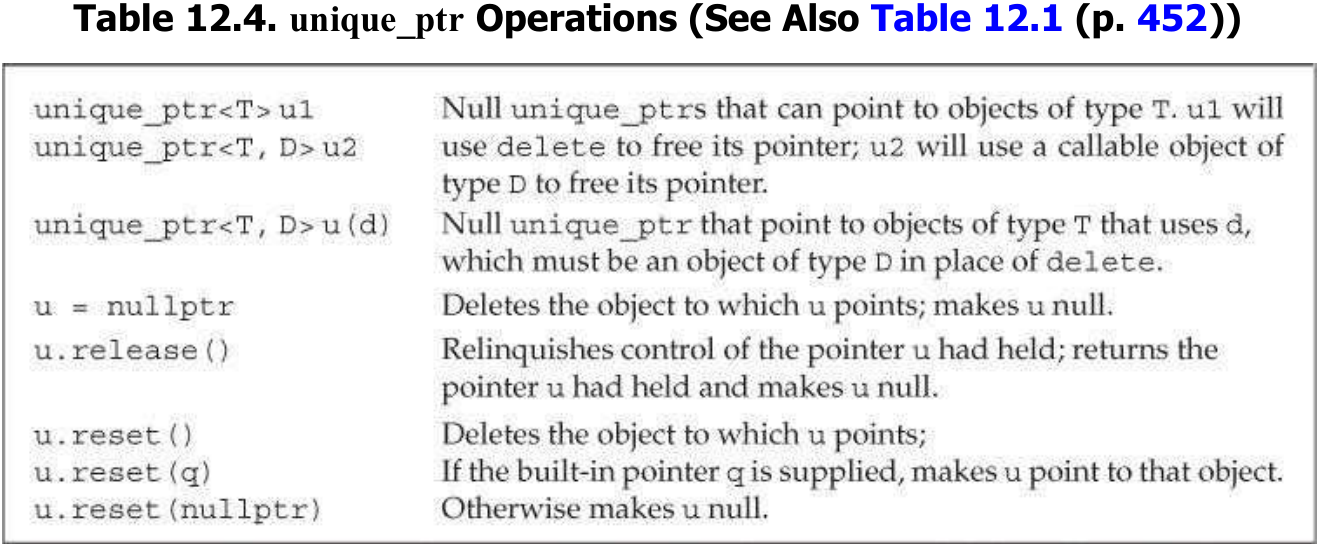 Table 12.4. unique_ptr Operations (See Also Table 12.1 (p. 452))
unique_ptr<T> u1 Null unique_ptrs that can point to objects of type T. u1 will
unique_ptr<T, D> u2 use delete to free its pointer; u2 will use a callable object of
type D to free its pointer.
unique_ptr<T, D> u(d) Null unique_ptr that point to objects of type T that uses d,
which must be an object of type D in place of delete.
u = nullptr Deletes the object to which u points; makes u null.
u.release() Relinquishes control of the pointer u had held; returns the
pointer u had held and makes u null.
u.reset() Deletes the object to which u points;
u.reset(q) If the built-in pointer q is supplied, makes u point to that object.
u.reset(nullptr) Otherwise makes u null.